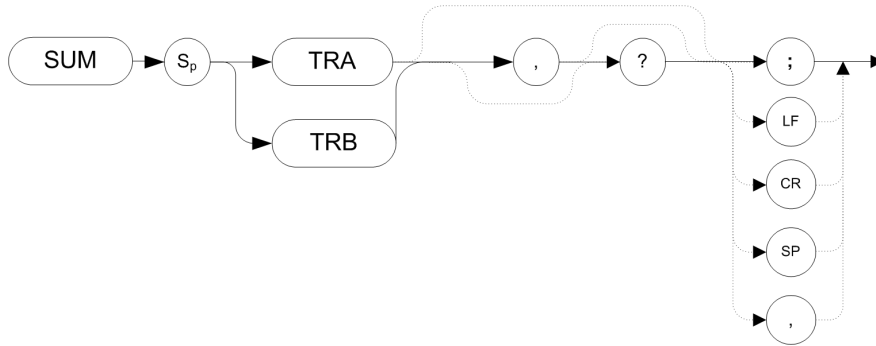 SUM
Sp
TRA
,
?
;
TRB
LF
CR
SP
,